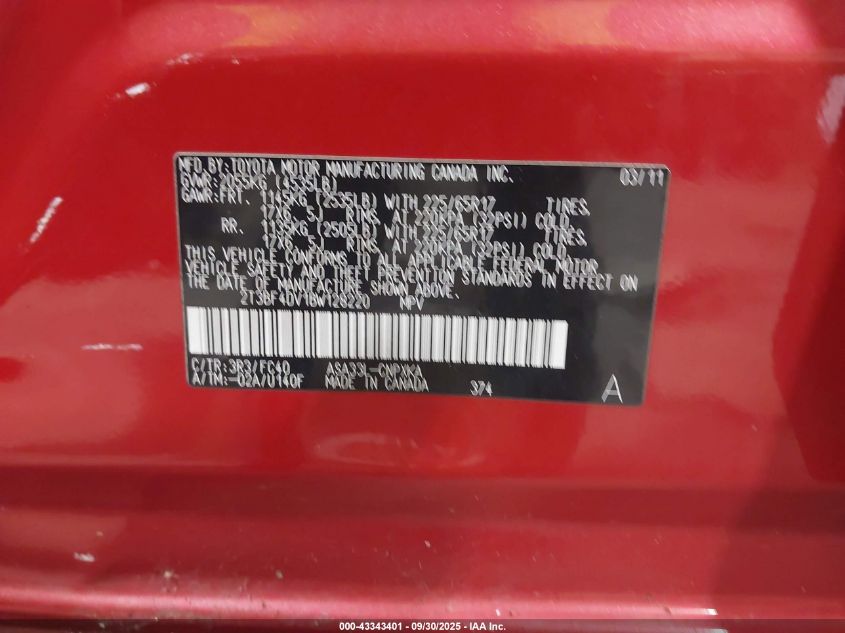 MFD. BY: TOYOTA MOTOR MANUFACTURING CANADA INC. 03/11
GVWR: 2055KG (4535LB)
GAWR: FRT. 1145KG (2535LB) WITH 225/65R17 TIRES,
17X6.5J RIMS, AT 220KPA (32PSI) COLD.
RR. 1135KG (2505LB) WITH 225/65R17 TIRES,
17X6.5J RIMS, AT 220KPA (32PSI) COLD.
THIS VEHICLE CONFORMS TO ALL APPLICABLE FEDERAL MOTOR
VEHICLE SAFETY AND THEFT PREVENTION STANDARDS IN EFFECT ON
THE DATE OF MANUFACTURE SHOWN ABOVE.
2T3BF4DV1BW128220 MPV
C/TR: 3R3/FC40 ASA33L-CNPXKA
A/TM: -02A/U140F MADE IN CANADA 374 A
000-43343401 - 09/30/2025 - IAA Inc.